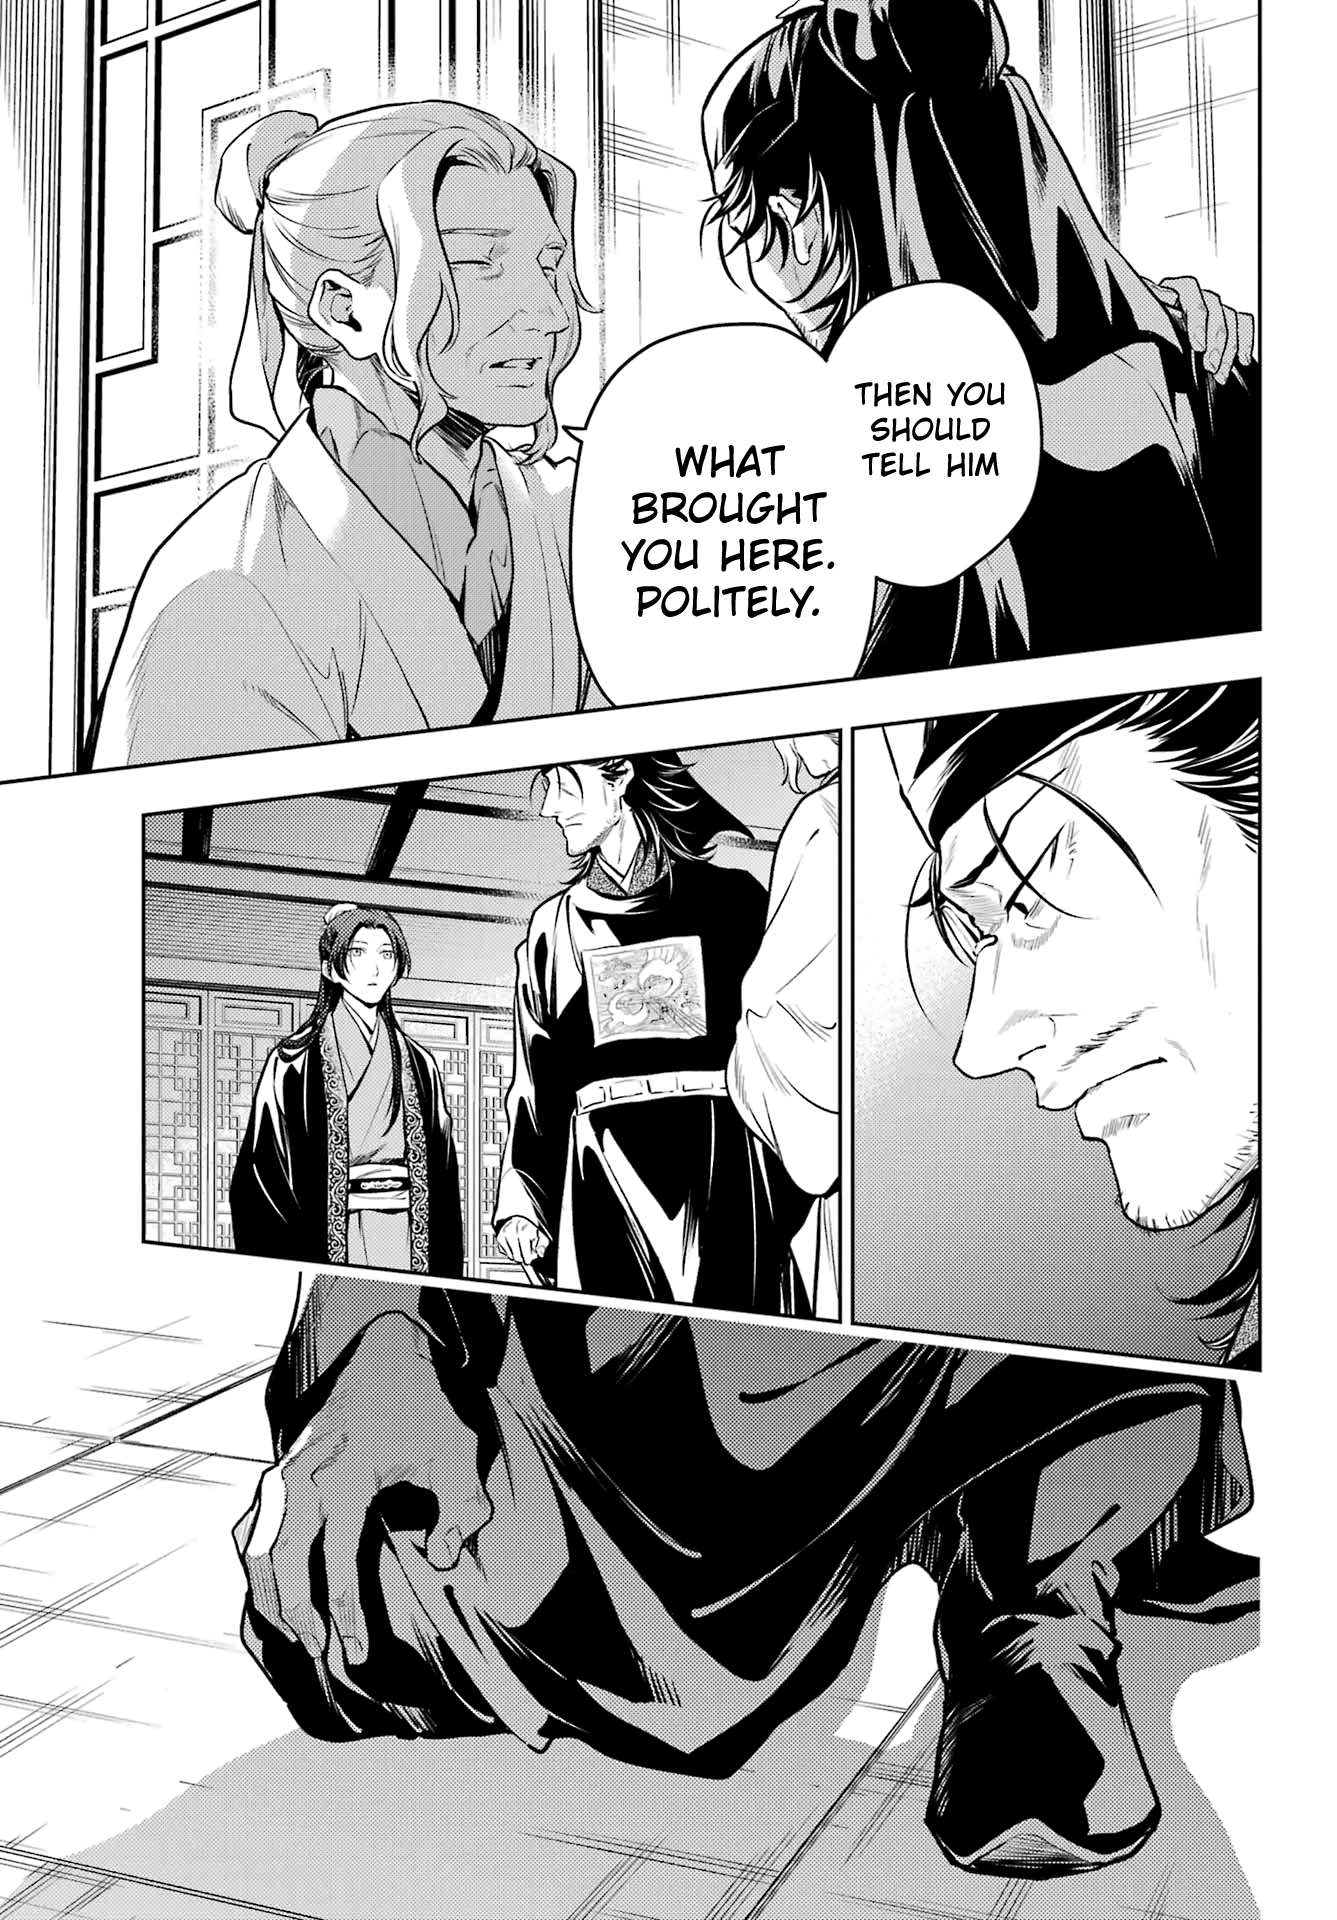 THEN YOU
SHOULD
TELL HIM
WHAT
BROUGHT
YOU HERE.
POLITELY.